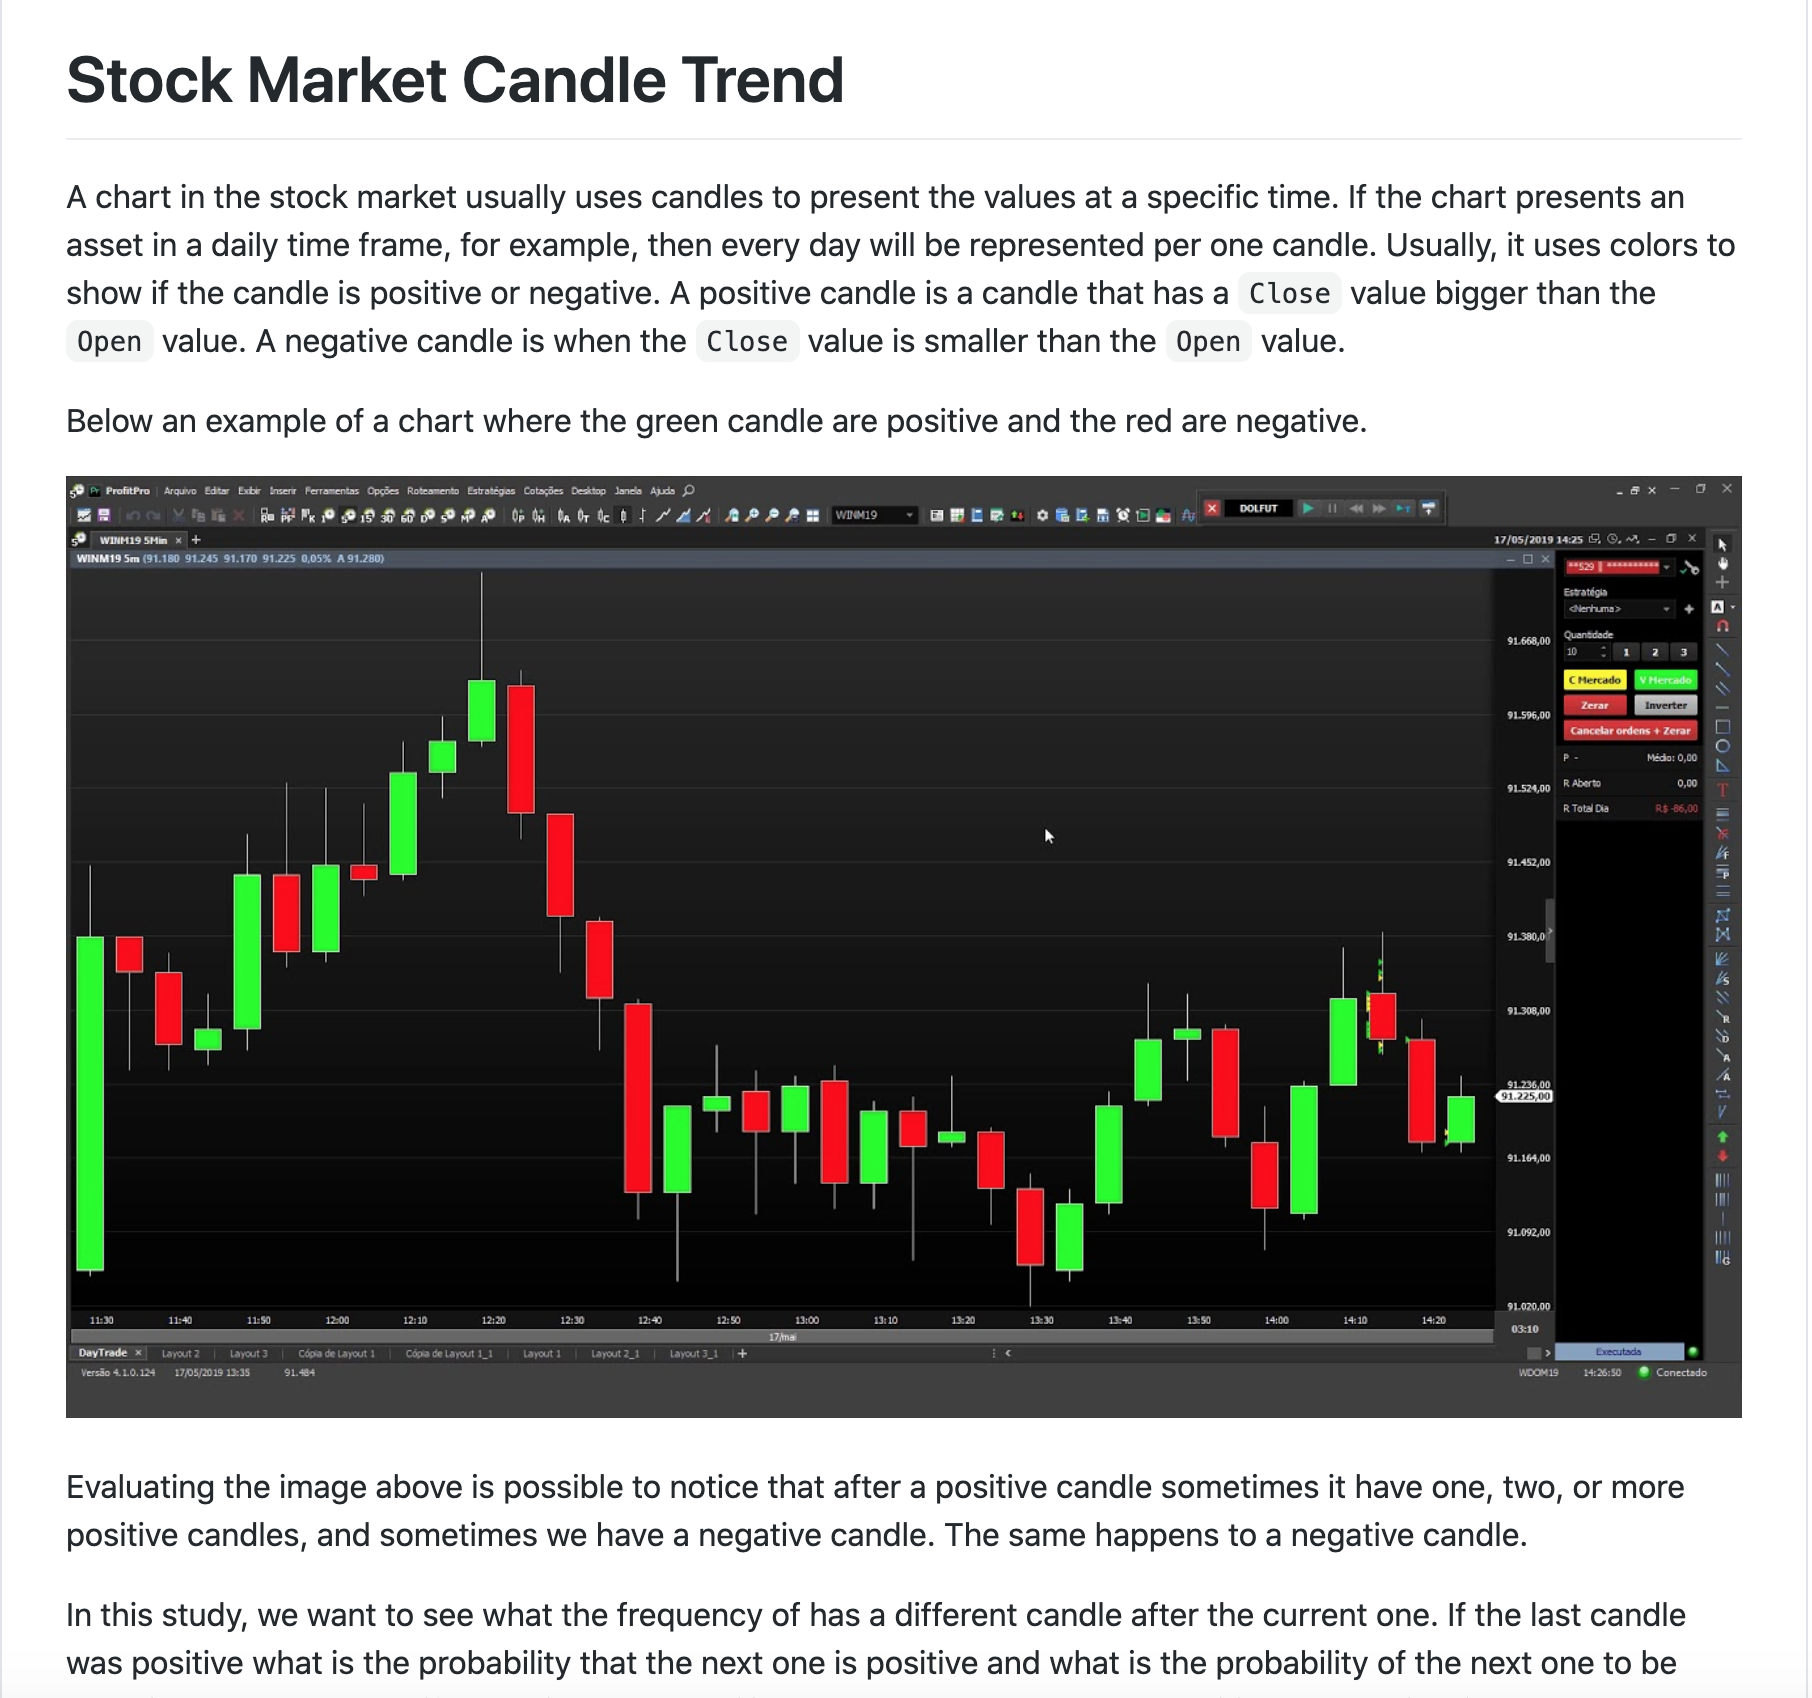 Stock Market Candle Trend
A chart in the stock market usually uses candles to present the values at a specific time. If the chart presents an
asset in a daily time frame, for example, then every day will be represented per one candle. Usually, it uses colors to
show if the candle is positive or negative. A positive candle is a candle that has a Close value bigger than the
Open value. A negative candle is when the Close value is smaller than the Open value.
Below an example of a chart where the green candle are positive and the red are negative.
ProfitPro Arquivo Editar Exibir Inserir Ferramentas Opções Roteamento Estratégias Cotações Desktop Janela Ajuda
WINM19
DOLFUT
WINM19 5Min × +
17/05/2019 14:25
WINM19 5m (91.180 91.245 91.170 91.225 0,05% A 91.280)
91.668,00
91.596,00
91.524,00
91.452,00
91.380,0
91.308,00
91.236,00
91.225,00
91.164,00
91.092,00
91.020,00
**529
Estratégia
<Nenhuma>
Quantidade
10 1 2 3
C Mercado V Mercado
Zerar Inverter
Cancelar ordens + Zerar
P - Médio: 0,00
R Aberto 0,00
R Total Dia R$ -86,00
11:30 11:40 11:50 12:00 12:10 12:20 12:30 12:40 12:50 13:00 13:10 13:20 13:30 13:40 13:50 14:00 14:10 14:20
03:10
17/mai
DayTrade × Layout 2 Layout 3 Cópia de Layout 1 Cópia de Layout 1_1 Layout 1 Layout 2_1 Layout 3_1 +
Executada
Versão 4.1.0.124 17/05/2019 13:35 91.484
WDOM19 14:26:50 Conectado
Evaluating the image above is possible to notice that after a positive candle sometimes it have one, two, or more
positive candles, and sometimes we have a negative candle. The same happens to a negative candle.
In this study, we want to see what the frequency of has a different candle after the current one. If the last candle
was positive what is the probability that the next one is positive and what is the probability of the next one to be